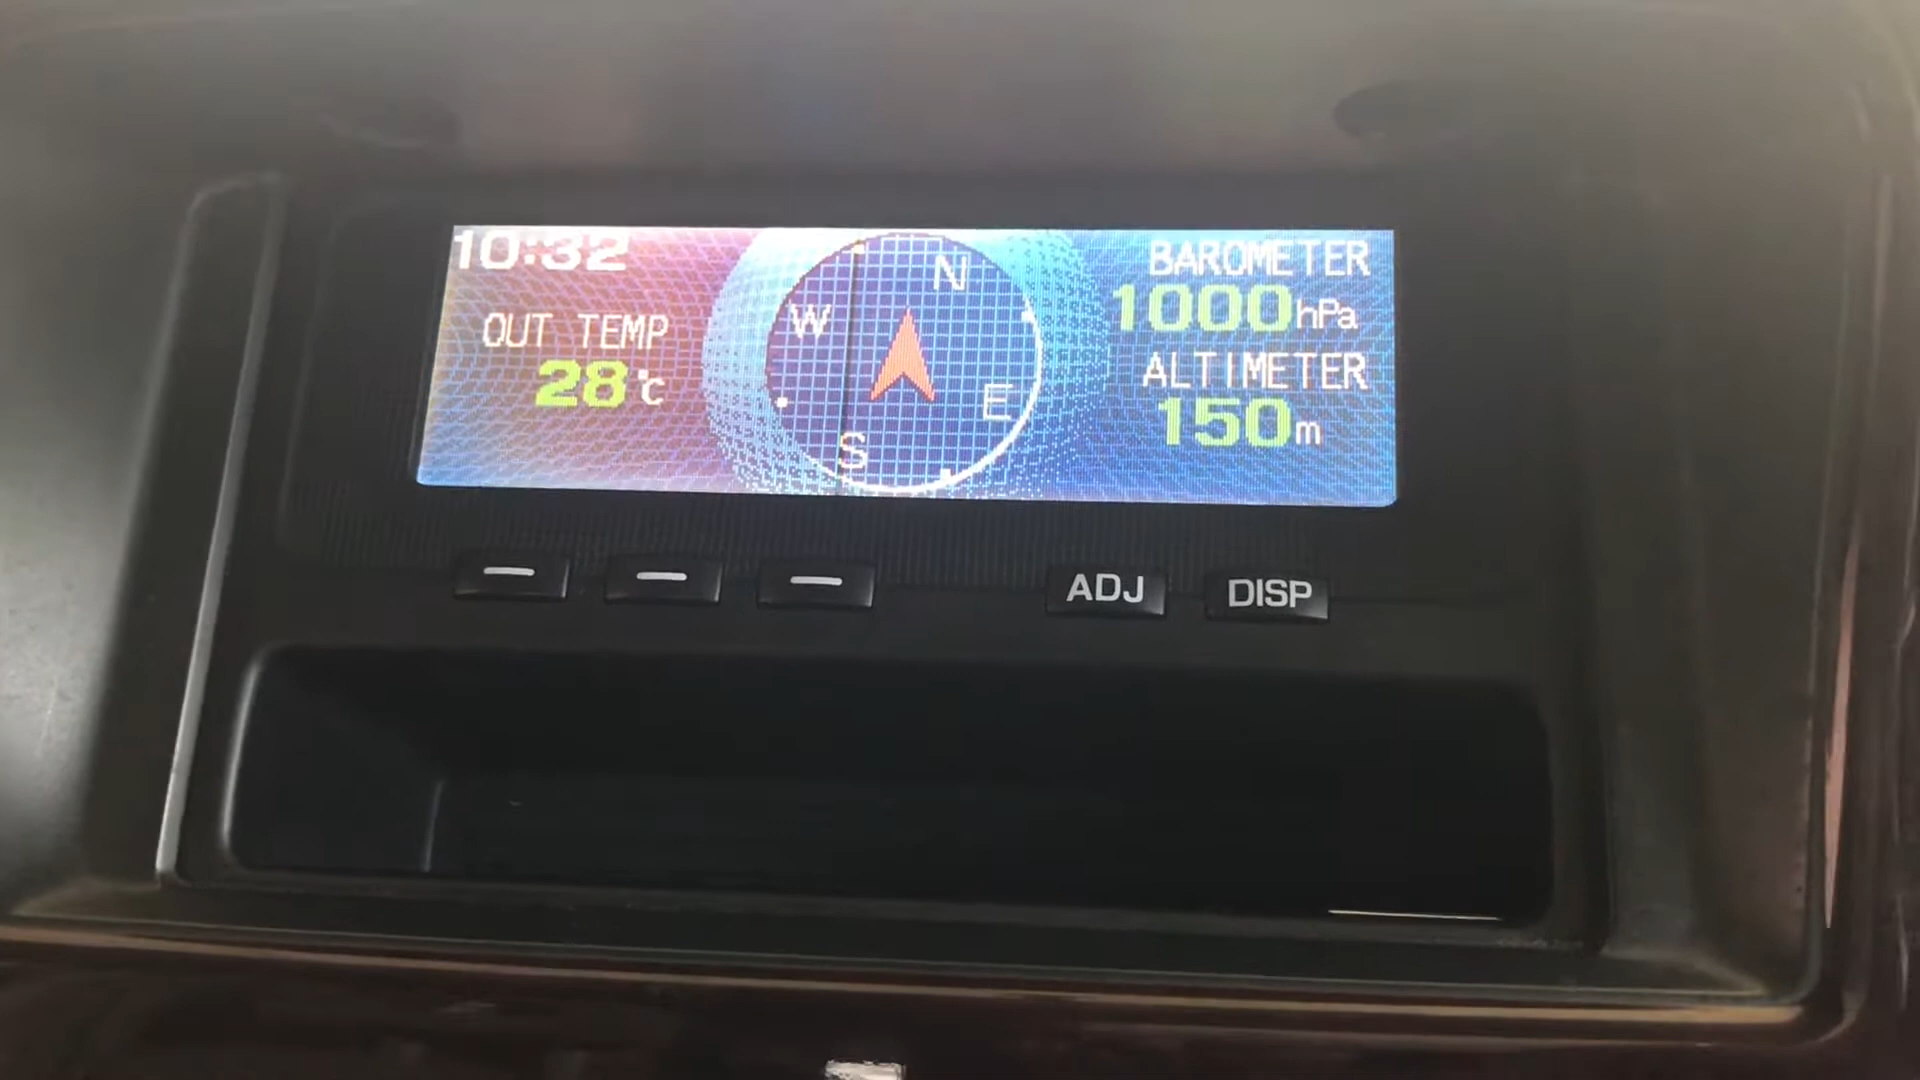 10:32
OUT TEMP
28°C
N
W
E
S
BAROMETER
1000hPa
ALTIMETER
150m
ADJ
DISP